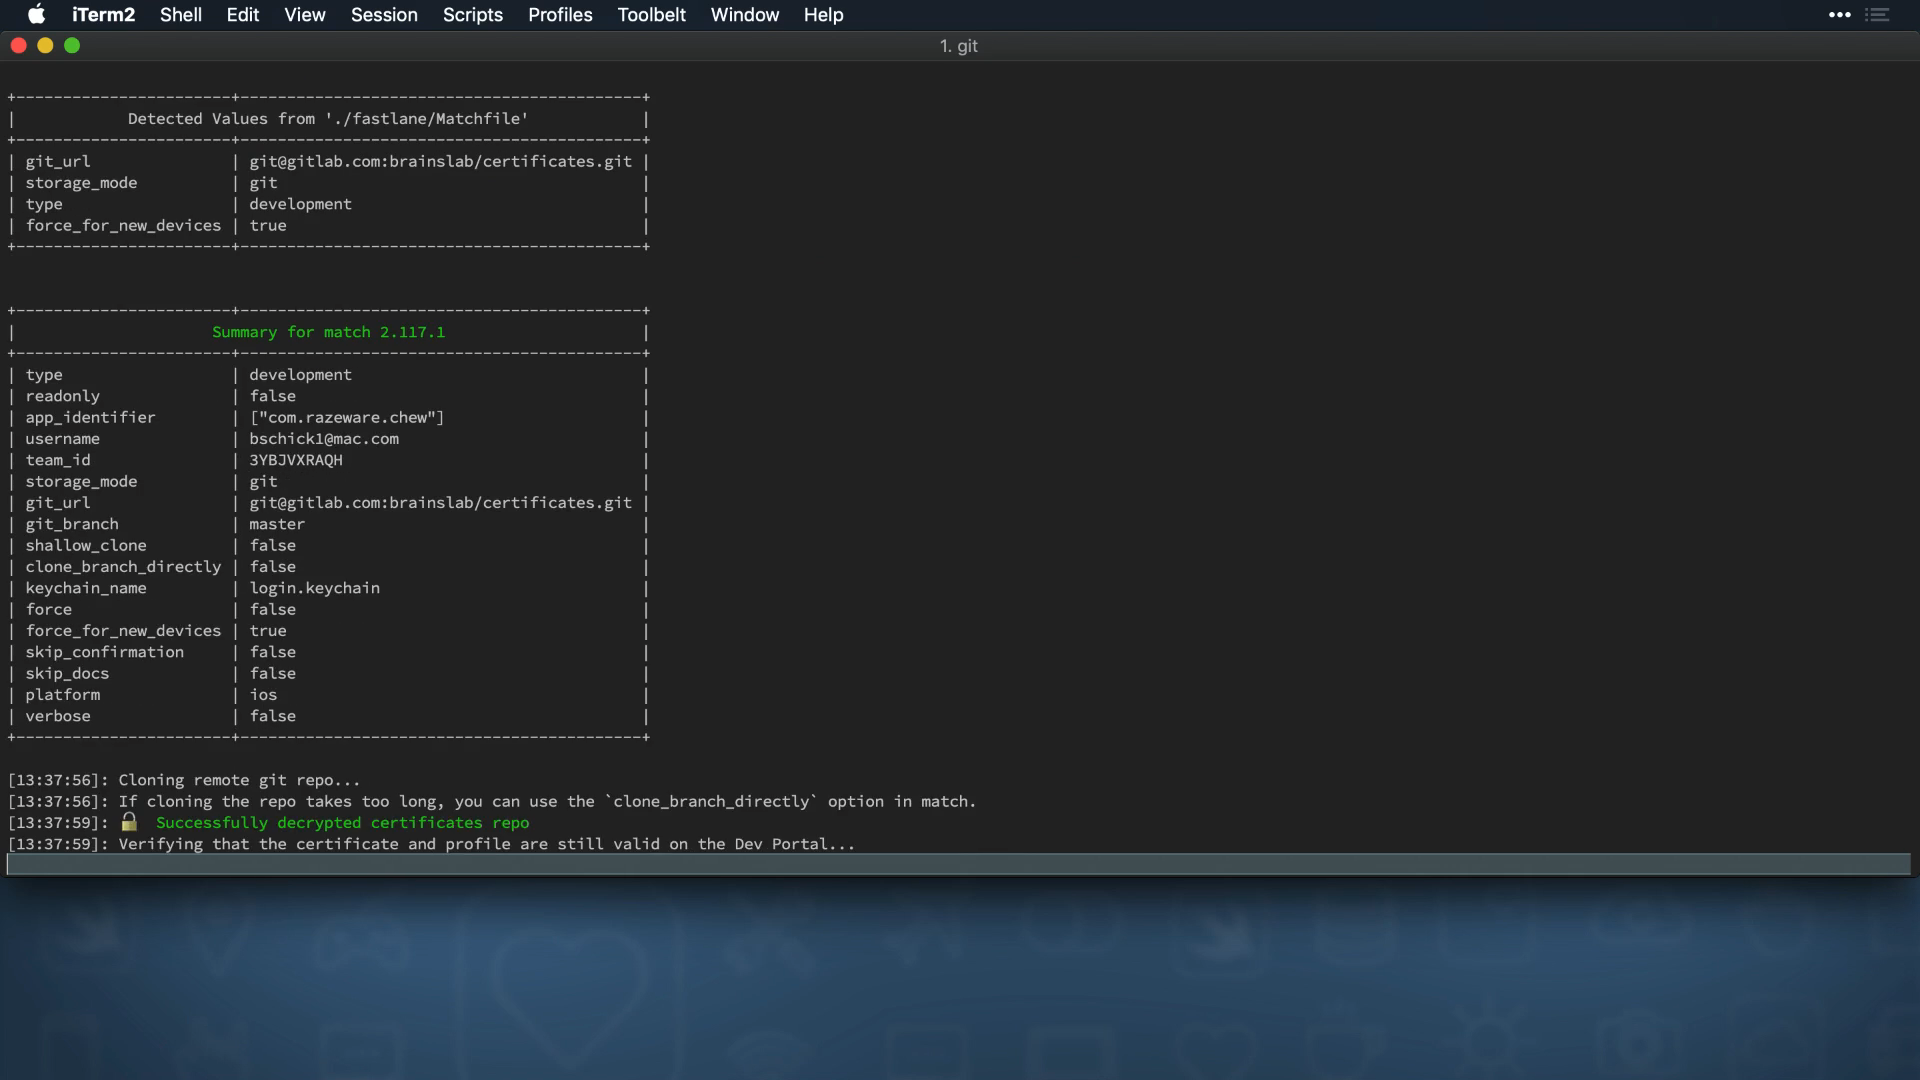 iTerm2 Shell Edit View Session Scripts Profiles Toolbelt Window Help
1. git
+-----------------------+-------------------------------------------+
| Detected Values from './fastlane/Matchfile' |
+-----------------------+-------------------------------------------+
| git_url | git@gitlab.com:brainslab/certificates.git |
| storage_mode | git |
| type | development |
| force_for_new_devices | true |
+-----------------------+-------------------------------------------+
+-----------------------+-------------------------------------------+
| Summary for match 2.117.1 |
+-----------------------+-------------------------------------------+
| type | development |
| readonly | false |
| app_identifier | ["com.razeware.chew"] |
| username | bschick1@mac.com |
| team_id | 3YBJVXRAQH |
| storage_mode | git |
| git_url | git@gitlab.com:brainslab/certificates.git |
| git_branch | master |
| shallow_clone | false |
| clone_branch_directly | false |
| keychain_name | login.keychain |
| force | false |
| force_for_new_devices | true |
| skip_confirmation | false |
| skip_docs | false |
| platform | ios |
| verbose | false |
+-----------------------+-------------------------------------------+
[13:37:56]: Cloning remote git repo...
[13:37:56]: If cloning the repo takes too long, you can use the `clone_branch_directly` option in match.
[13:37:59]: 🔓 Successfully decrypted certificates repo
[13:37:59]: Verifying that the certificate and profile are still valid on the Dev Portal...